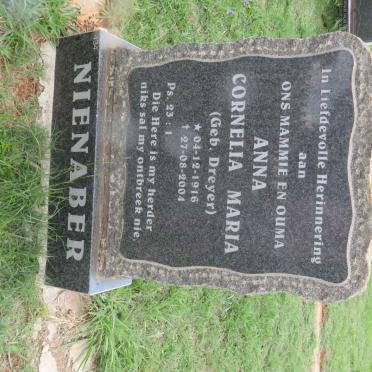 In Liefdevolle Herinnering
aan
ONS MAMMIE EN OUMA
ANNA
CORNELIA MARIA
(Geb. Dreyer)
★ 04-12-1916
† 27-08-2004
Ps. 23 : 1
Die Here is my herder
niks sal my ontbreek nie.
NIENABER